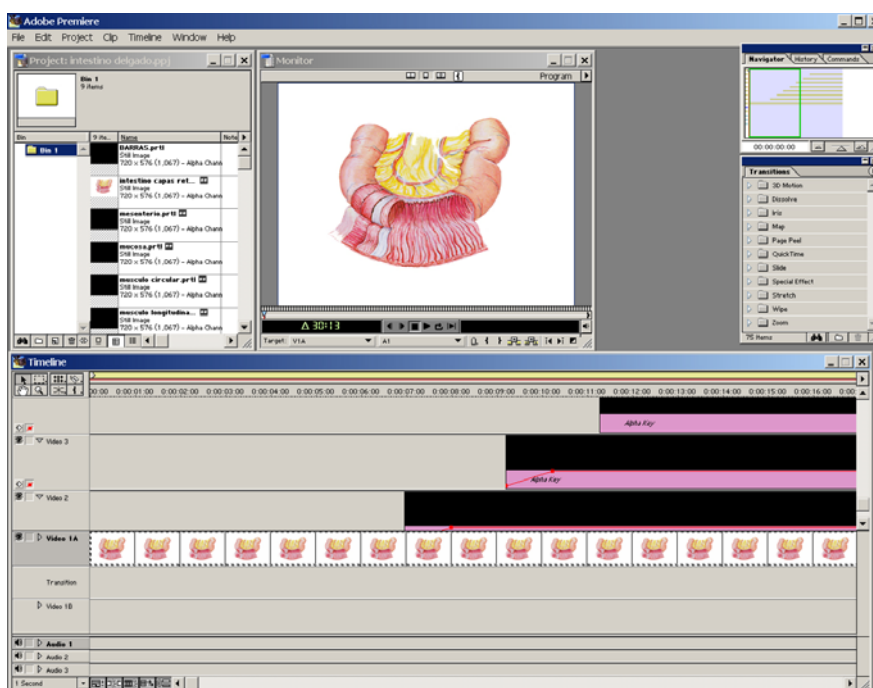 Adobe Premiere
File Edit Project Clip Timeline Window Help
Project: intestino delgado.ppj
Bin 1
9 items
Bin
9 ite...
Name
Note
Bin 1
BARRAS.prtl
Still Image
720 x 576 (1,067) - Alpha Chann
intestino capas ret...
Still Image
720 x 576 (1,067) - Alpha Chann
mesenterio.prtl
Still Image
720 x 576 (1,067) - Alpha Chann
mucosa.prtl
Still Image
720 x 576 (1,067) - Alpha Chann
musculo circular.prtl
Still Image
720 x 576 (1,067) - Alpha Chann
musculo longitudina...
Still Image
720 x 576 (1,067) - Alpha Chann
Monitor
Program
Δ 30:13
Target: V1A
A1
Navigator History Commands
00:00:00:00
Transitions
3D Motion
Dissolve
Iris
Map
Page Peel
QuickTime
Slide
Special Effect
Stretch
Wipe
Zoom
75 items
Timeline
00:00 0:00:01:00 0:00:02:00 0:00:03:00 0:00:04:00 0:00:05:00 0:00:06:00 0:00:07:00 0:00:08:00 0:00:09:00 0:00:10:00 0:00:11:00 0:00:12:00 0:00:13:00 0:00:14:00 0:00:15:00 0:00:16:00 0:00:
Alpha Key
Video 3
Alpha Key
Video 2
Video 1A
Transition
Video 1B
Audio 1
Audio 2
Audio 3
1 Second